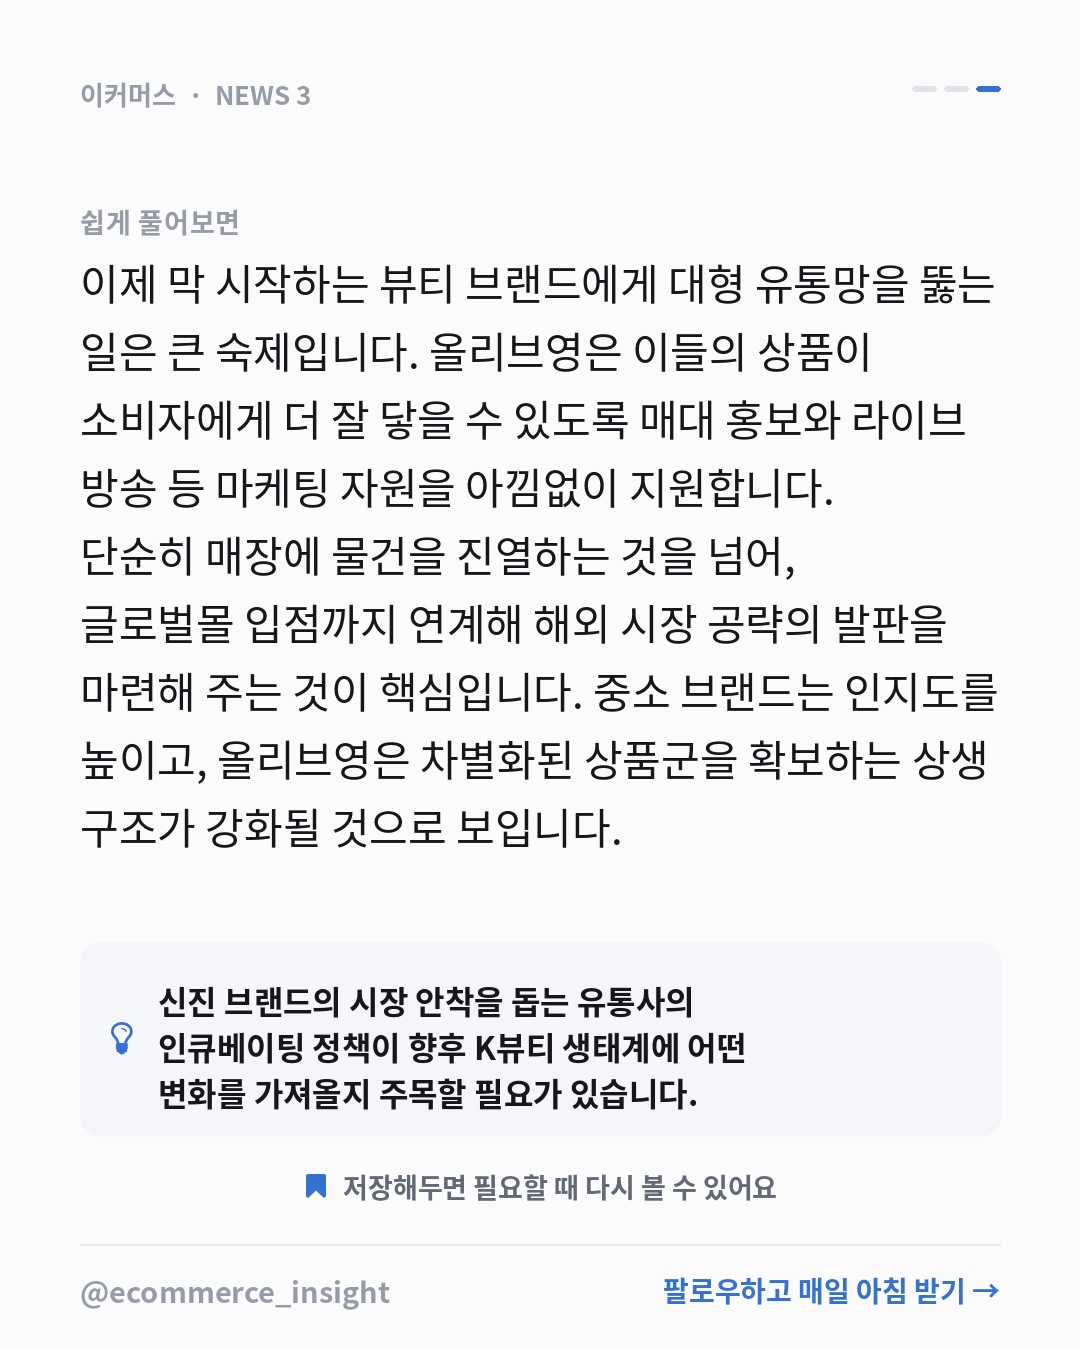 이커머스 · NEWS 3
쉽게 풀어보면
이제 막 시작하는 뷰티 브랜드에게 대형 유통망을 뚫는
일은 큰 숙제입니다. 올리브영은 이들의 상품이
소비자에게 더 잘 닿을 수 있도록 매대 홍보와 라이브
방송 등 마케팅 자원을 아낌없이 지원합니다.
단순히 매장에 물건을 진열하는 것을 넘어,
글로벌몰 입점까지 연계해 해외 시장 공략의 발판을
마련해 주는 것이 핵심입니다. 중소 브랜드는 인지도를
높이고, 올리브영은 차별화된 상품군을 확보하는 상생
구조가 강화될 것으로 보입니다.
신진 브랜드의 시장 안착을 돕는 유통사의
인큐베이팅 정책이 향후 K뷰티 생태계에 어떤
변화를 가져올지 주목할 필요가 있습니다.
저장해두면 필요할 때 다시 볼 수 있어요
@ecommerce_insight
팔로우하고 매일 아침 받기 →